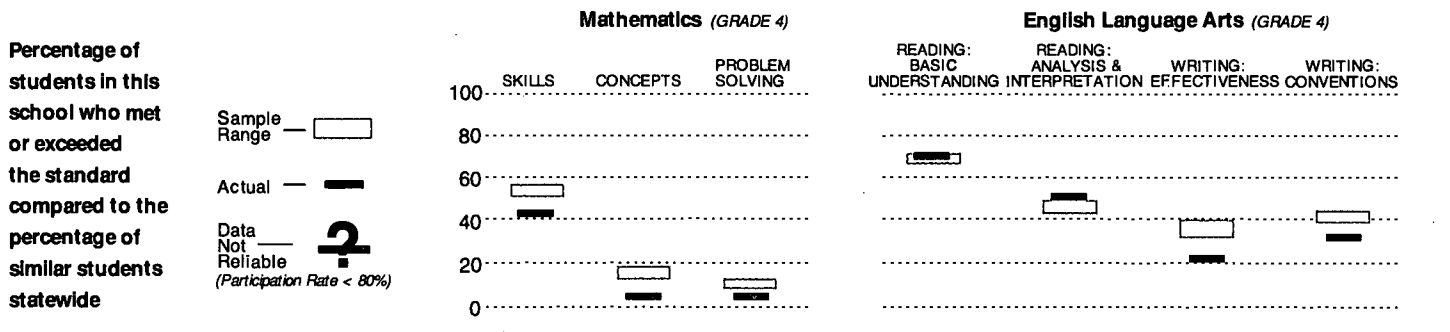 Mathematics (GRADE 4)
English Language Arts (GRADE 4)
Percentage of
students in this
school who met
or exceeded
the standard
compared to the
percentage of
similar students
statewide
Sample
Range
Actual
Data
Not
Reliable
(Participation Rate < 80%)
?
SKILLS
CONCEPTS
PROBLEM
SOLVING
100
80
60
40
20
0
READING:
BASIC
UNDERSTANDING
READING:
ANALYSIS &
INTERPRETATION
WRITING:
EFFECTIVENESS
WRITING:
CONVENTIONS